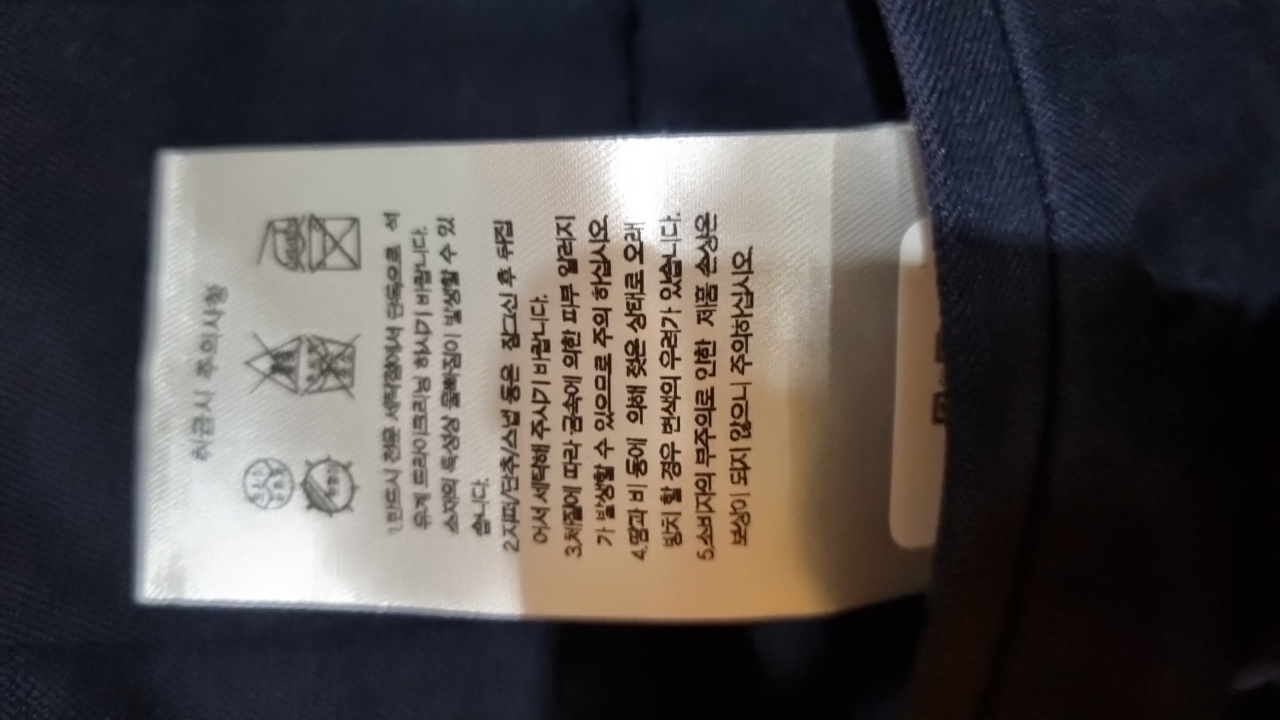 취급시 주의사항
1.반드시 전문 세탁점에서 단독으로 석
유계 드라이크리닝 하시기 바랍니다.
소재의 특성상 올빠짐이 발생할 수 있
습니다.
2.지퍼/단추/스냅 등은 잠그신 후 뒤집
어서 세탁해 주시기 바랍니다.
3.체질에 따라 금속에 의한 피부 알러지
가 발생할 수 있으므로 주의 하십시오.
4.땀과 비 등에 의해 젖은 상태로 오래
방치 할 경우 변색의 우려가 있습니다.
5.소비자의 부주의로 인한 제품 손상은
보상이 되지 않으니 주의하십시오.